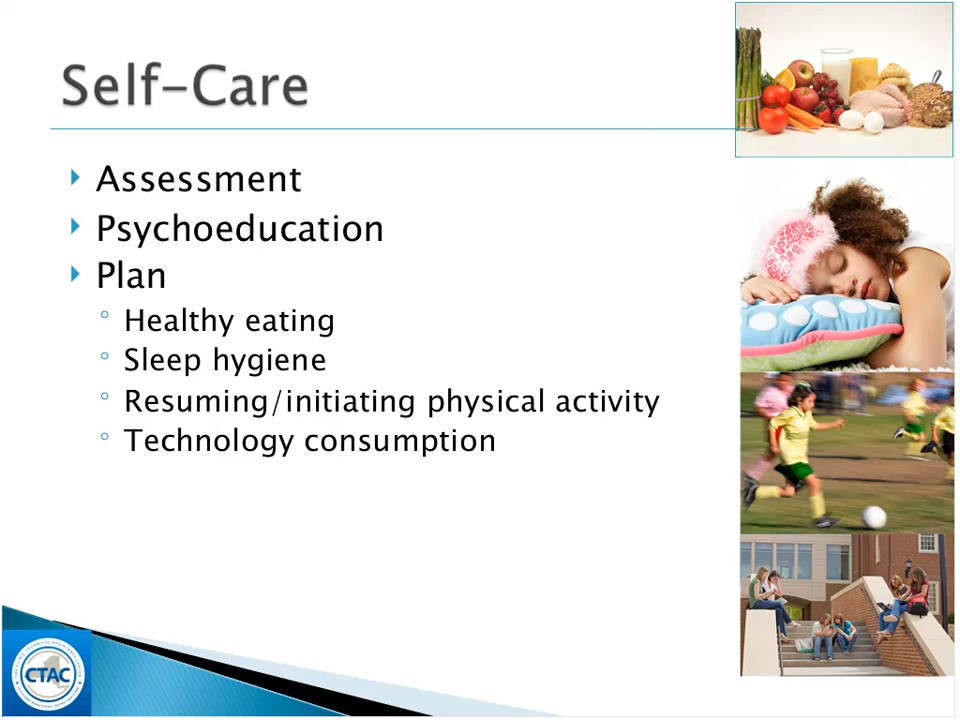 Self-Care
Assessment
Psychoeducation
Plan
Healthy eating
Sleep hygiene
Resuming/initiating physical activity
Technology consumption
CTAC